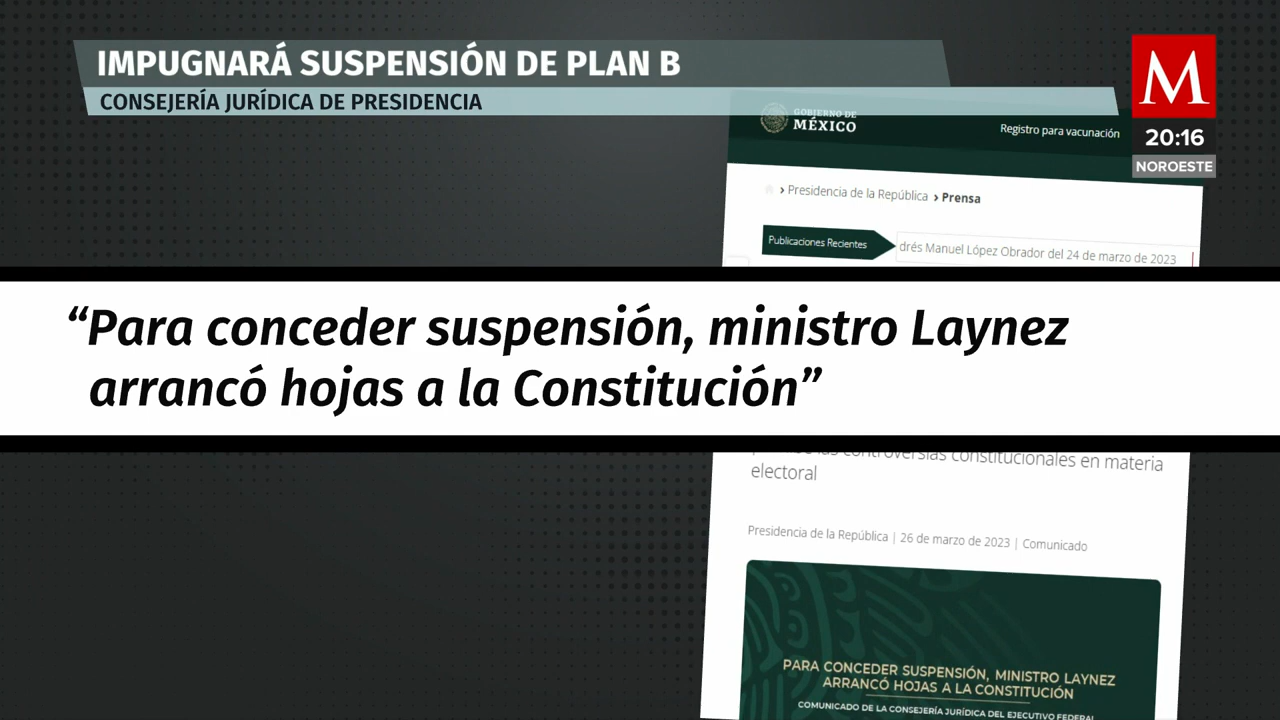 IMPUGNARÁ SUSPENSIÓN DE PLAN B
CONSEJERÍA JURÍDICA DE PRESIDENCIA
M
20:16
NOROESTE
GOBIERNO DE
MÉXICO
Registro para vacunación
› Presidencia de la República › Prensa
Publicaciones Recientes
drés Manuel López Obrador del 24 de marzo de 2023
“Para conceder suspensión, ministro Laynez
arrancó hojas a la Constitución”
controversias constitucionales en materia
electoral
Presidencia de la República | 26 de marzo de 2023 | Comunicado
PARA CONCEDER SUSPENSIÓN, MINISTRO LAYNEZ
ARRANCÓ HOJAS A LA CONSTITUCIÓN
COMUNICADO DE LA CONSEJERÍA JURÍDICA DEL EJECUTIVO FEDERAL